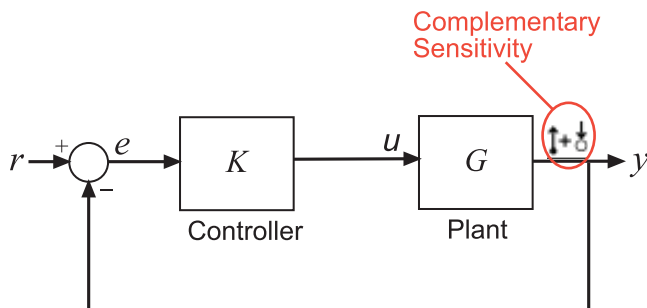 Complementary
Sensitivity
r
+
e
K
u
G
+
y
−
Controller
Plant